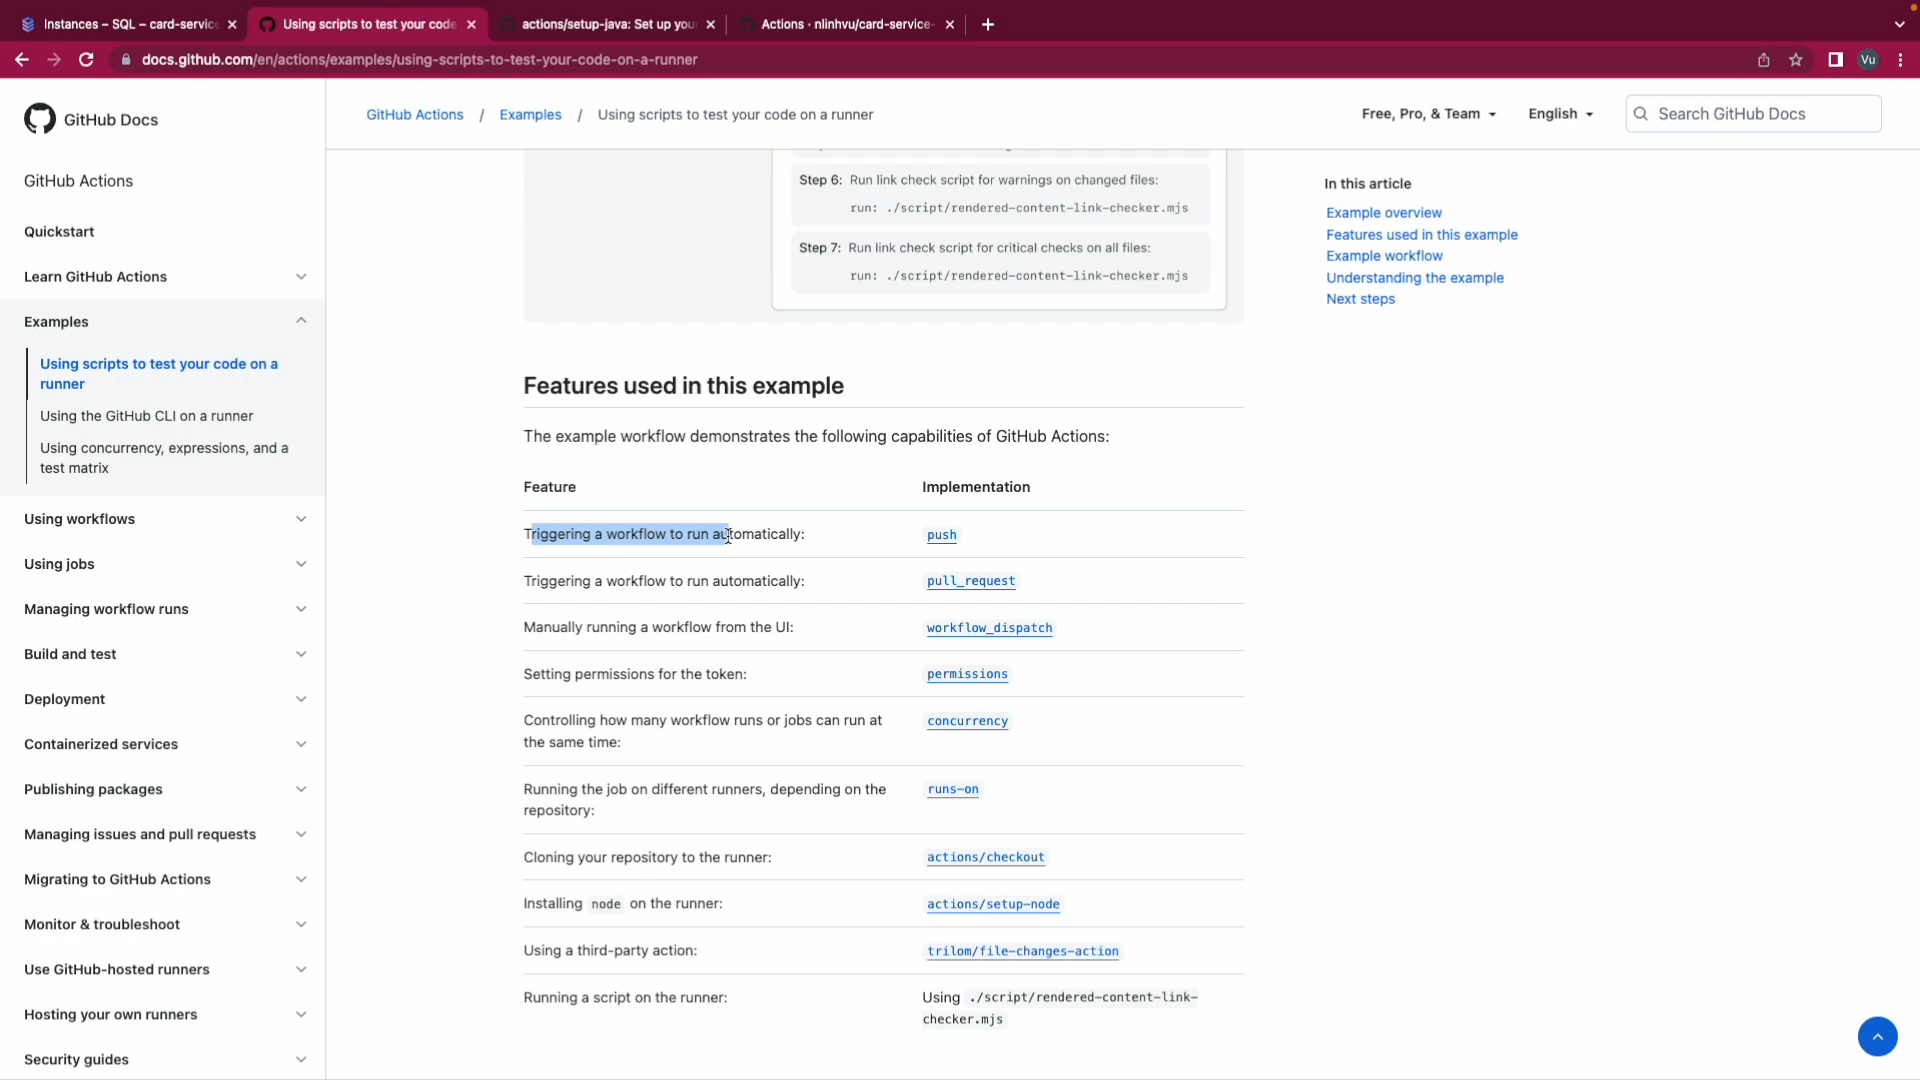 Instances – SQL – card-service
Using scripts to test your code
actions/setup-java: Set up you
Actions · nlinhvu/card-service-
docs.github.com/en/actions/examples/using-scripts-to-test-your-code-on-a-runner
Vu
GitHub Docs
GitHub Actions / Examples / Using scripts to test your code on a runner
Free, Pro, & Team
English
Search GitHub Docs
GitHub Actions
Quickstart
Learn GitHub Actions
Examples
Using scripts to test your code on a
runner
Using the GitHub CLI on a runner
Using concurrency, expressions, and a
test matrix
Using workflows
Using jobs
Managing workflow runs
Build and test
Deployment
Containerized services
Publishing packages
Managing issues and pull requests
Migrating to GitHub Actions
Monitor & troubleshoot
Use GitHub-hosted runners
Hosting your own runners
Security guides
Step 6: Run link check script for warnings on changed files:
run: ./script/rendered-content-link-checker.mjs
Step 7: Run link check script for critical checks on all files:
run: ./script/rendered-content-link-checker.mjs
Features used in this example
The example workflow demonstrates the following capabilities of GitHub Actions:
Feature Implementation
Triggering a workflow to run automatically: push
Triggering a workflow to run automatically: pull_request
Manually running a workflow from the UI: workflow_dispatch
Setting permissions for the token: permissions
Controlling how many workflow runs or jobs can run at
the same time:
concurrency
Running the job on different runners, depending on the
repository:
runs-on
Cloning your repository to the runner: actions/checkout
Installing node on the runner: actions/setup-node
Using a third-party action: trilom/file-changes-action
Running a script on the runner: Using ./script/rendered-content-link-
checker.mjs
In this article
Example overview
Features used in this example
Example workflow
Understanding the example
Next steps